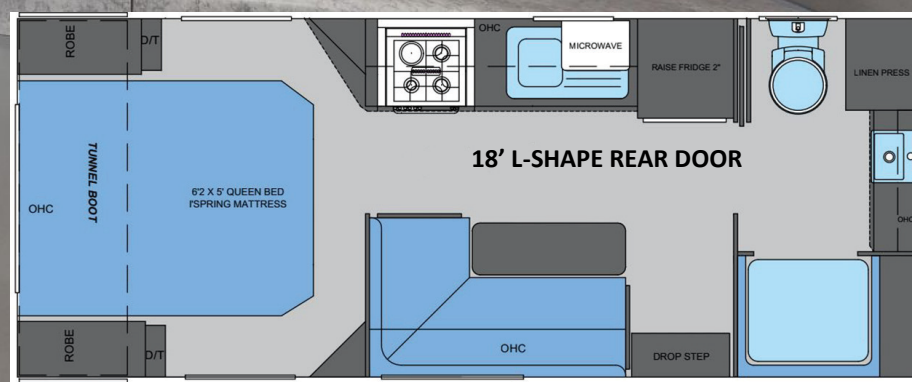 ROBE
D/T
OHC
MICROWAVE
RAISE FRIDGE 2"
LINEN PRESS
18’ L-SHAPE REAR DOOR
OHC
TUNNEL BOOT
6'2 X 5' QUEEN BED
I'SPRING MATTRESS
OHC
ROBE
D/T
OHC
DROP STEP